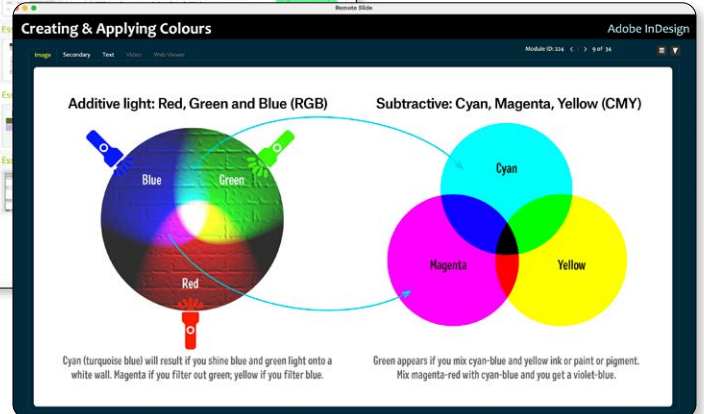 Remote Slide
Creating & Applying Colours
Adobe InDesign
Image Secondary Text Video Web Viewer
Module ID: 224 < > 9 of 34
Additive light: Red, Green and Blue (RGB)
Subtractive: Cyan, Magenta, Yellow (CMY)
Blue
Green
Red
Cyan
Magenta
Yellow
Cyan (turquoise blue) will result if you shine blue and green light onto a
white wall. Magenta if you filter out green; yellow if you filter blue.
Green appears if you mix cyan-blue and yellow ink or paint or pigment.
Mix magenta-red with cyan-blue and you get a violet-blue.